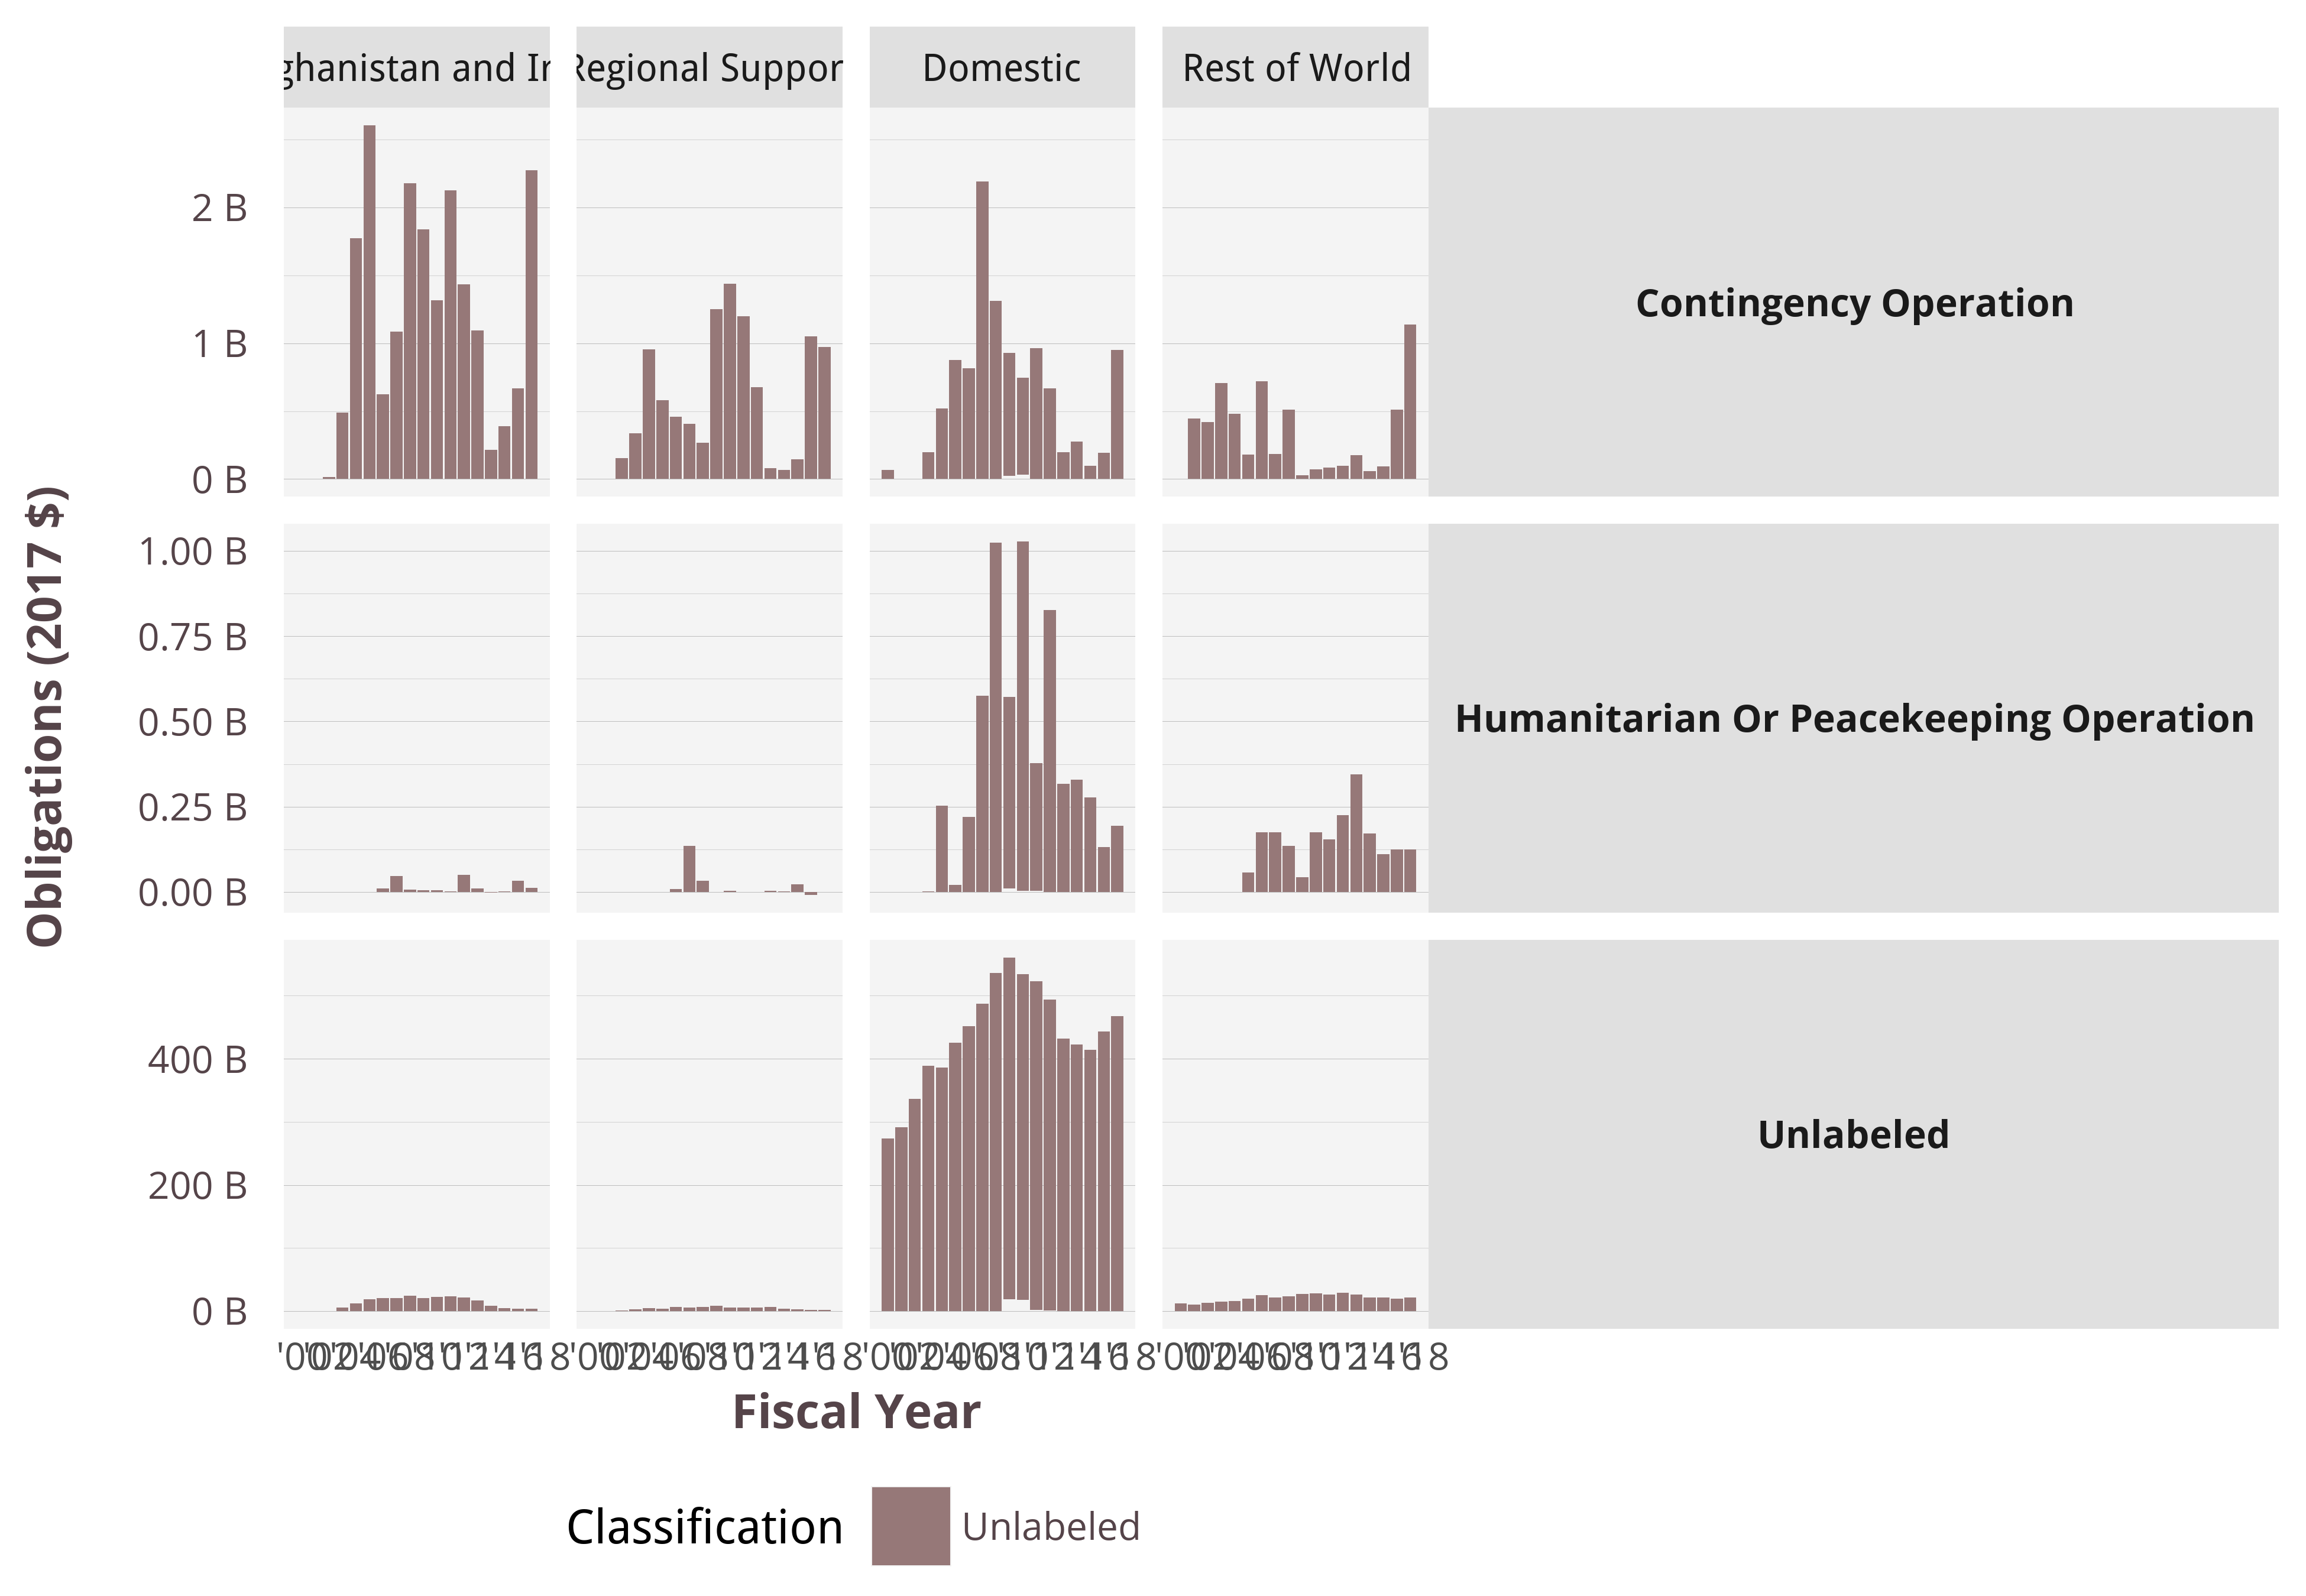 ghanistan and Ir
Regional Suppor
Domestic
Rest of World
2 B
1 B
0 B
Contingency Operation
1.00 B
0.75 B
0.50 B
0.25 B
0.00 B
Humanitarian Or Peacekeeping Operation
400 B
200 B
0 B
Unlabeled
Obligations (2017 $)
Fiscal Year
Classification
Unlabeled